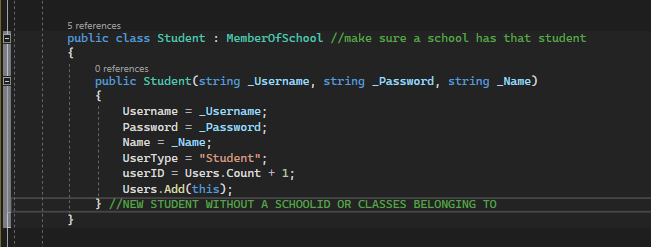 5 references
public class Student : MemberOfSchool //make sure a school has that student
{
0 references
public Student(string _Username, string _Password, string _Name)
{
Username = _Username;
Password = _Password;
Name = _Name;
UserType = "Student";
userID = Users.Count + 1;
Users.Add(this);
} //NEW STUDENT WITHOUT A SCHOOLID OR CLASSES BELONGING TO
}